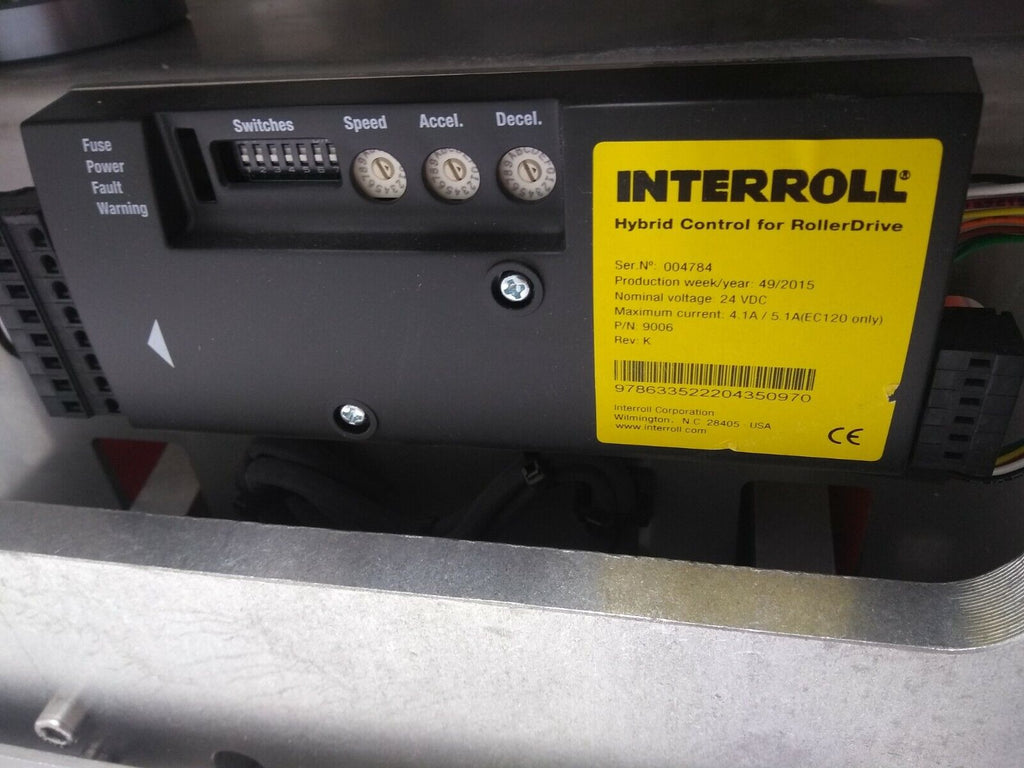 Fuse
Power
Fault
Warning
Switches
Speed
Accel.
Decel.
INTERROLL®
Hybrid Control for RollerDrive
Ser.Nº: 004784
Production week/year: 49/2015
Nominal voltage: 24 VDC
Maximum current: 4.1A / 5.1A(EC120 only)
P/N: 9006
Rev: K
978633522204350970
Interroll Corporation
Wilmington, N.C. 28405 · USA
www.interroll.com
CE